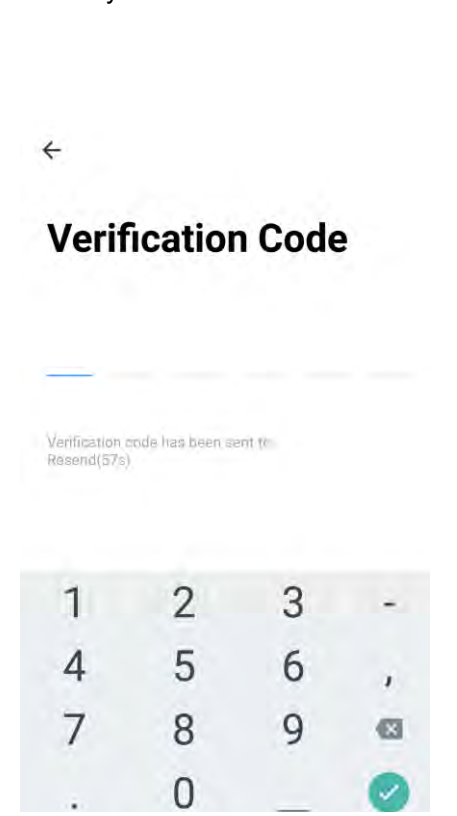 Verification Code
Verification code has been sent to
Resend(57s)
1 2 3 -
4 5 6 ,
7 8 9
. 0 _